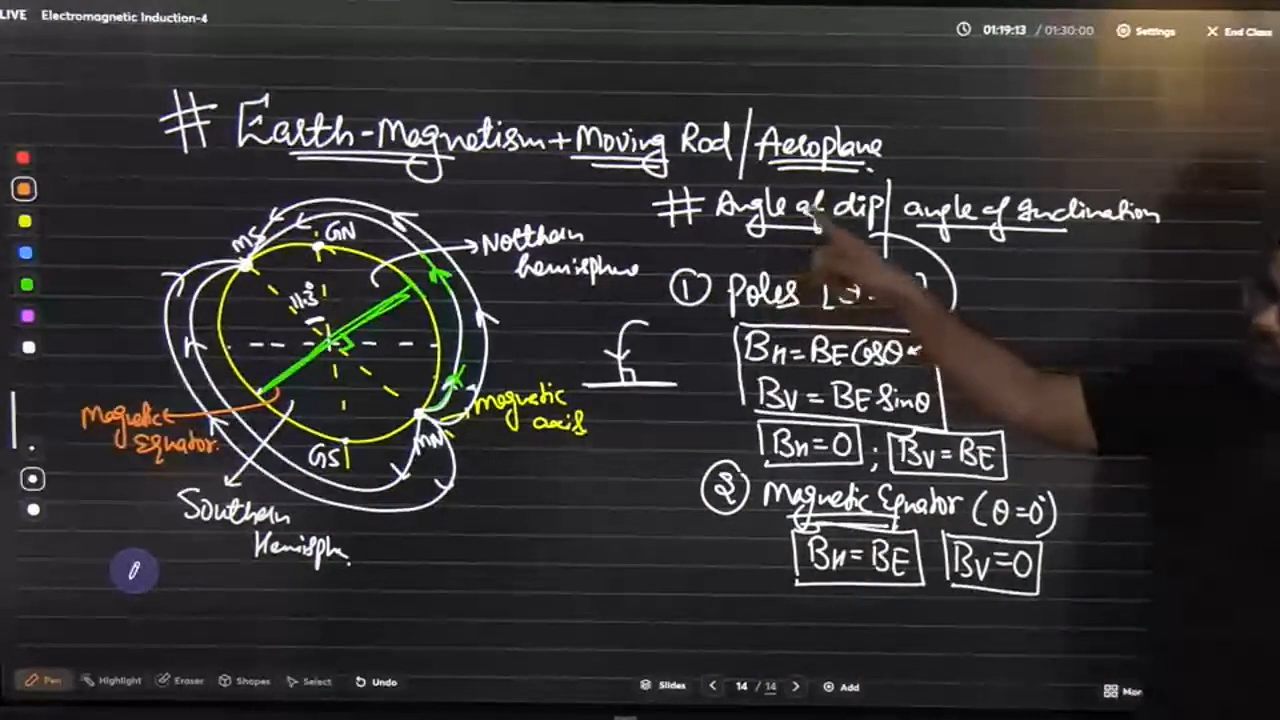 LIVE Electromagnetic Induction-4
01:19:13 / 01:30:00 Settings End Class
# Earth-Magnetism + Moving Rod / Aeroplane
# Angle of dip / angle of Inclination
MS
GN
Northern
hemisphere
11.3°
① Poles
BH = BE cosθ
BV = BE sinθ
BH = 0 ; BV = BE
Magnetic
Equator
Magnetic
axis
GS
MN
② Magnetic Equator (θ = 0°)
BH = BE BV = 0
Southern
Hemisph.
Pen Highlight Eraser Shapes Select Undo Slides 14 / 14 Add